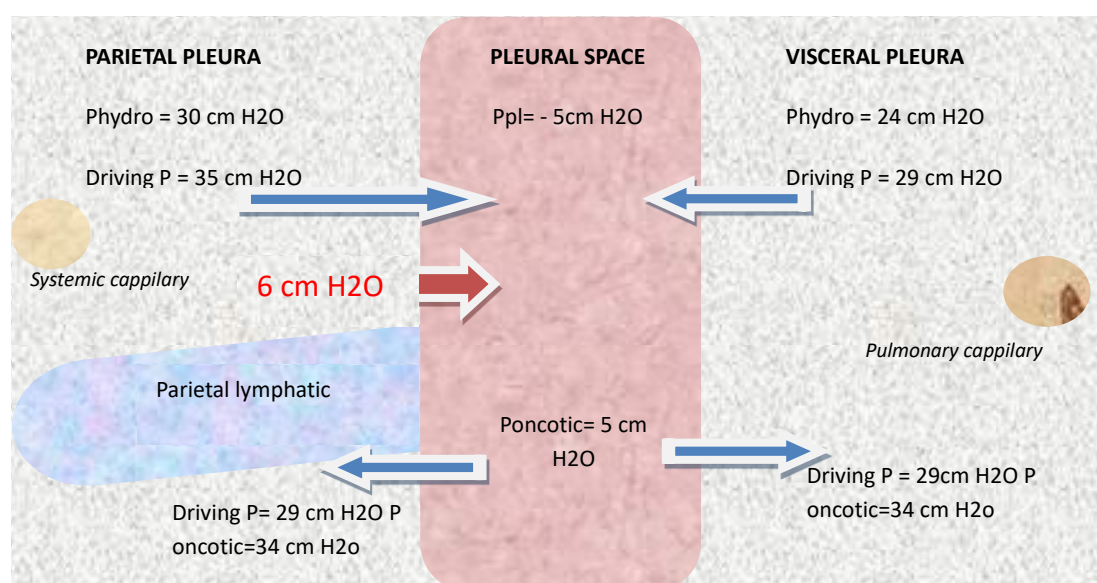 PARIETAL PLEURA
Phydro = 30 cm H2O
Driving P = 35 cm H2O
Systemic cappilary
6 cm H2O
Parietal lymphatic
Driving P= 29 cm H2O P
oncotic=34 cm H2o
PLEURAL SPACE
Ppl= - 5cm H2O
Poncotic= 5 cm
H2O
VISCERAL PLEURA
Phydro = 24 cm H2O
Driving P = 29 cm H2O
Pulmonary cappilary
Driving P = 29cm H2O P
oncotic=34 cm H2o